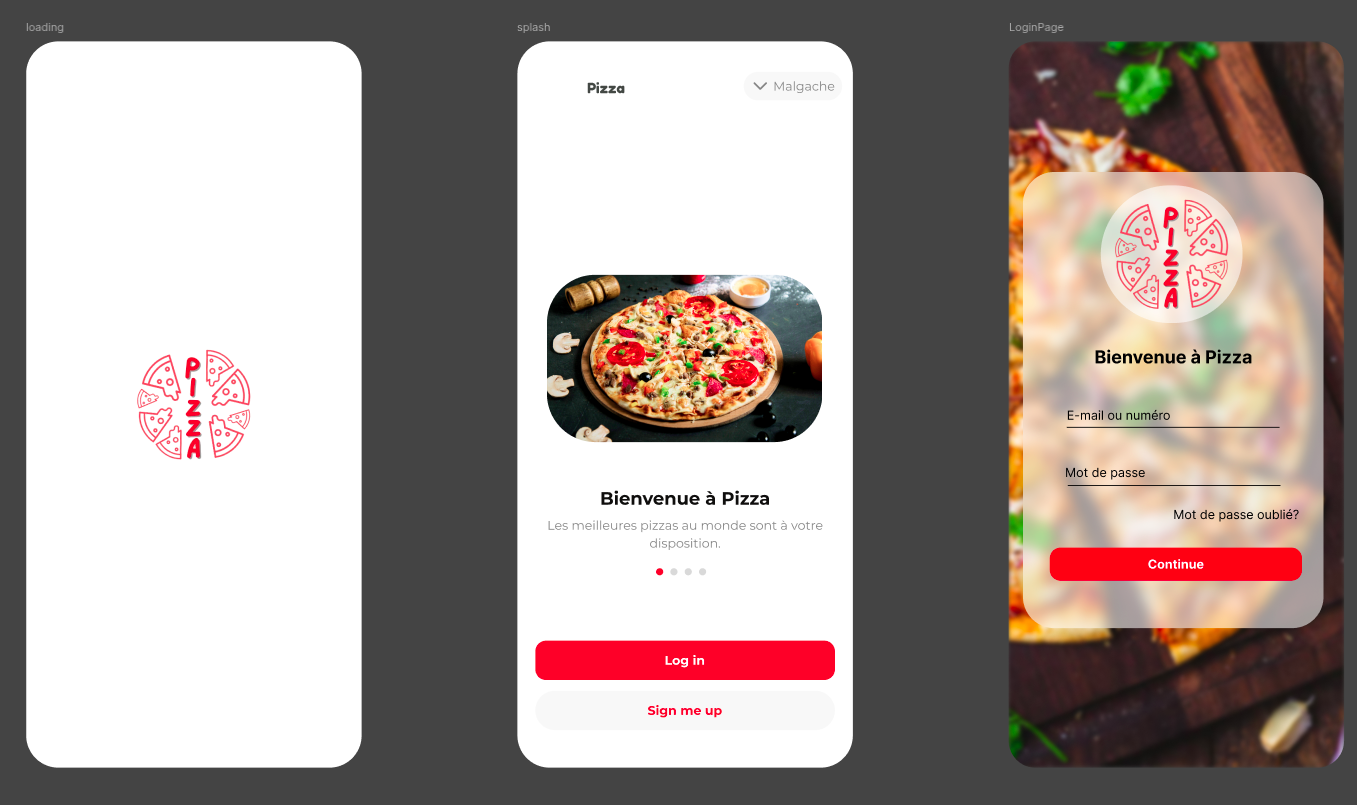 loading
PIZZA
splash
Pizza
Malgache
Bienvenue à Pizza
Les meilleures pizzas au monde sont à votre
disposition.
Log in
Sign me up
LoginPage
PIZZA
Bienvenue à Pizza
E-mail ou numéro
Mot de passe
Mot de passe oublié?
Continue